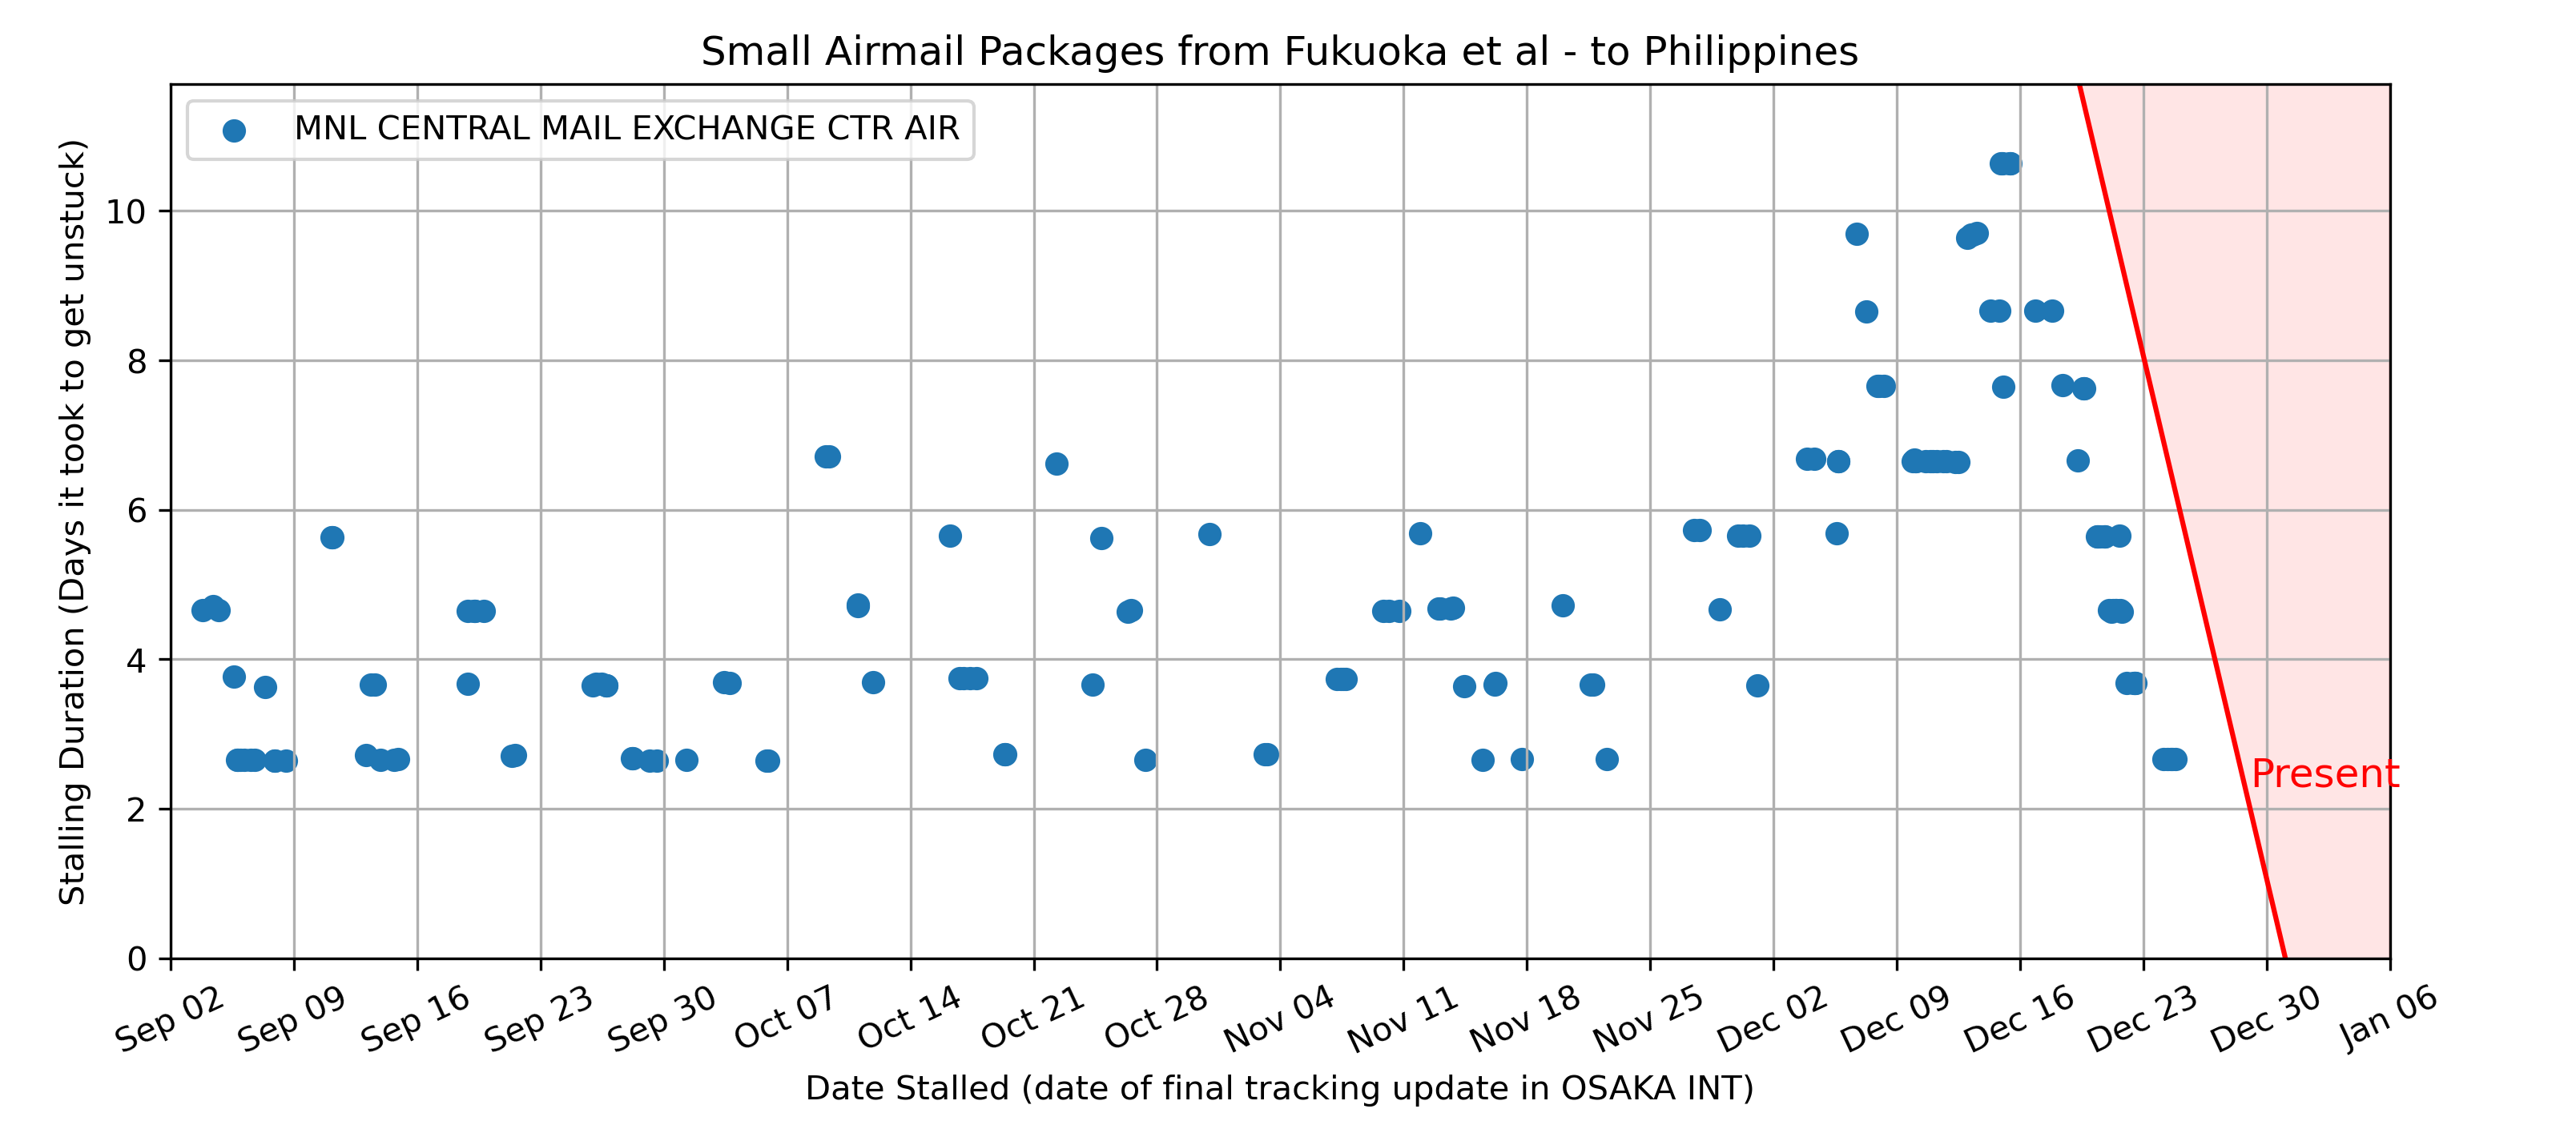 Small Airmail Packages from Fukuoka et al - to Philippines
MNL CENTRAL MAIL EXCHANGE CTR AIR
Stalling Duration (Days it took to get unstuck)
10
8
6
4
2
0
Present
Sep 02
Sep 09
Sep 16
Sep 23
Sep 30
Oct 07
Oct 14
Oct 21
Oct 28
Nov 04
Nov 11
Nov 18
Nov 25
Dec 02
Dec 09
Dec 16
Dec 23
Dec 30
Jan 06
Date Stalled (date of final tracking update in OSAKA INT)